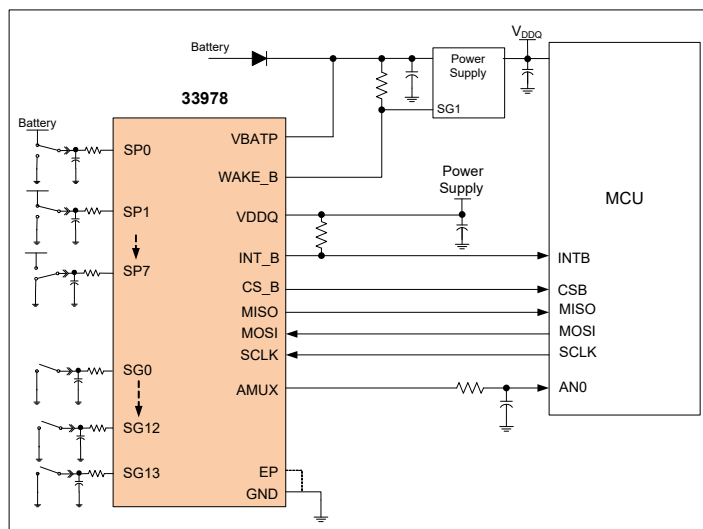 Battery
V_DDQ
Power
Supply
SG1
33978
Battery
VBATP
SP0
WAKE_B
Power
Supply
MCU
SP1
VDDQ
SP7
INT_B
INTB
CS_B
CSB
MISO
MISO
MOSI
MOSI
SCLK
SCLK
SG0
AMUX
AN0
SG12
SG13
EP
GND